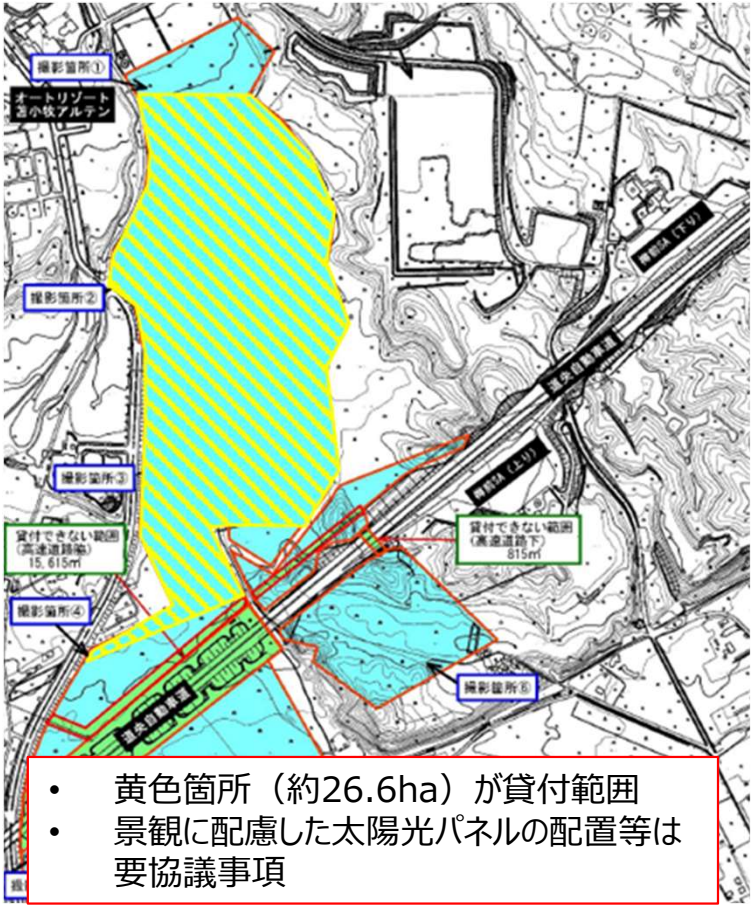 撮影箇所①
オートリゾート
苫小牧アルテン
撮影箇所②
樽前SA（下り）
道央自動車道
樽前SA（上り）
撮影箇所③
貸付できない範囲
（高速道路脇）
15,615㎡
貸付できない範囲
（高速道路下）
815㎡
撮影箇所④
撮影箇所⑥
道央自動車道
• 黄色箇所（約26.6ha）が貸付範囲
• 景観に配慮した太陽光パネルの配置等は
要協議事項